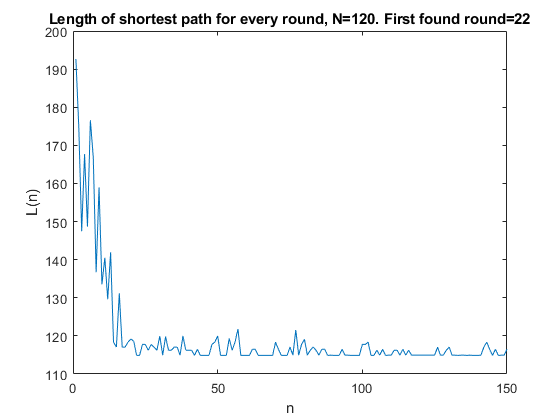 Length of shortest path for every round, N=120. First found round=22
200
190
180
170
160
150
140
130
120
110
L(n)
0 50 100 150
n